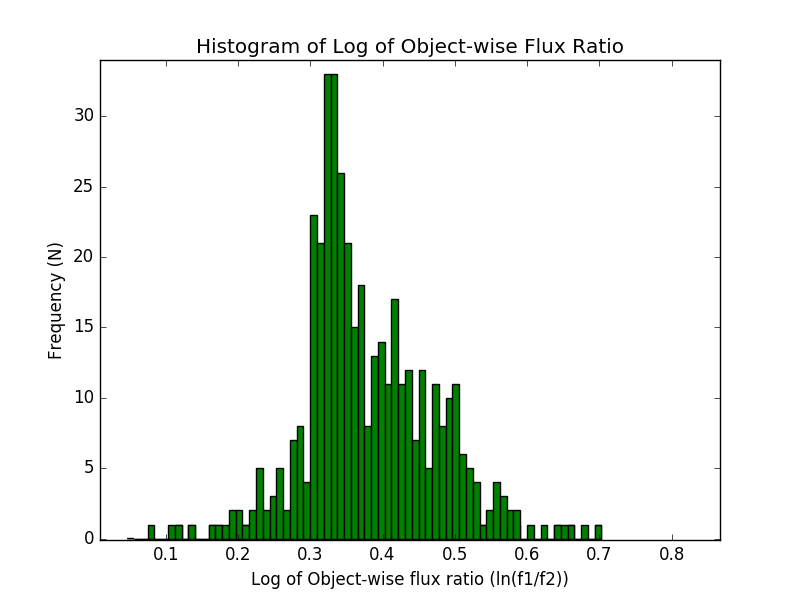 Histogram of Log of Object-wise Flux Ratio
30
25
20
15
10
5
0
Frequency (N)
0.1 0.2 0.3 0.4 0.5 0.6 0.7 0.8
Log of Object-wise flux ratio (ln(f1/f2))